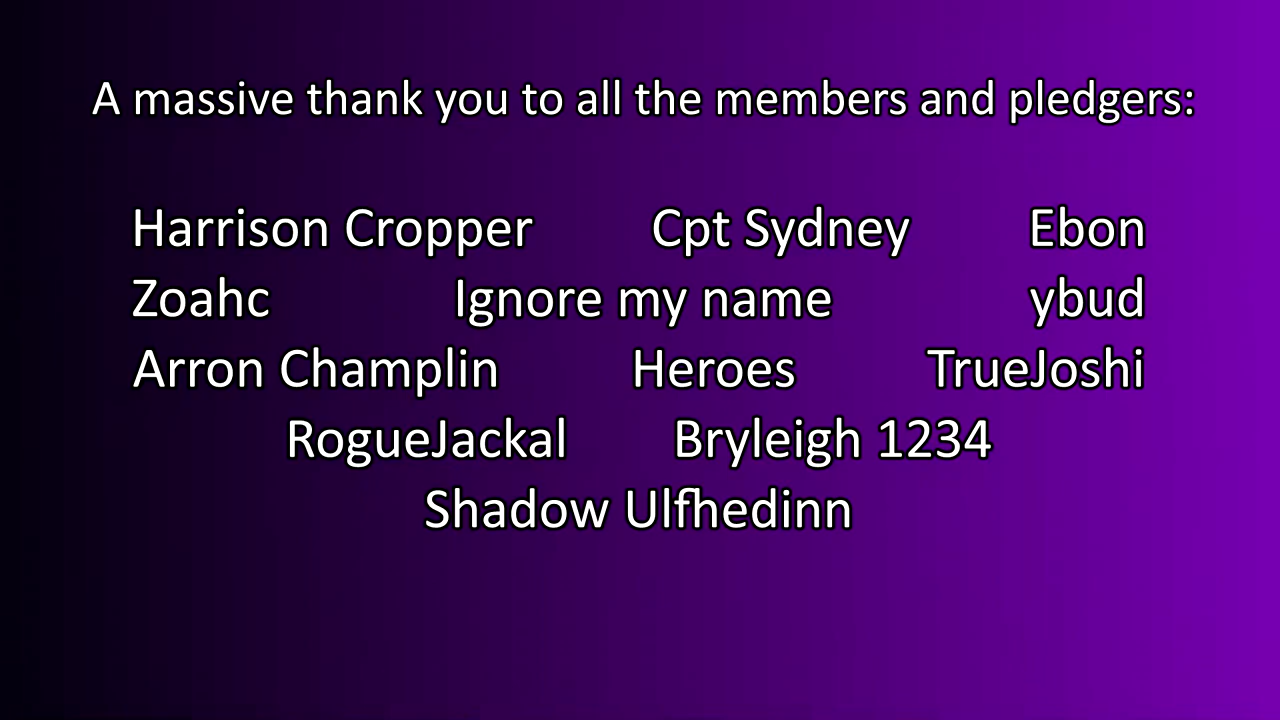 A massive thank you to all the members and pledgers:
Harrison Cropper Cpt Sydney Ebon
Zoahc Ignore my name ybud
Arron Champlin Heroes TrueJoshi
RogueJackal Bryleigh 1234
Shadow Ulfhedinn